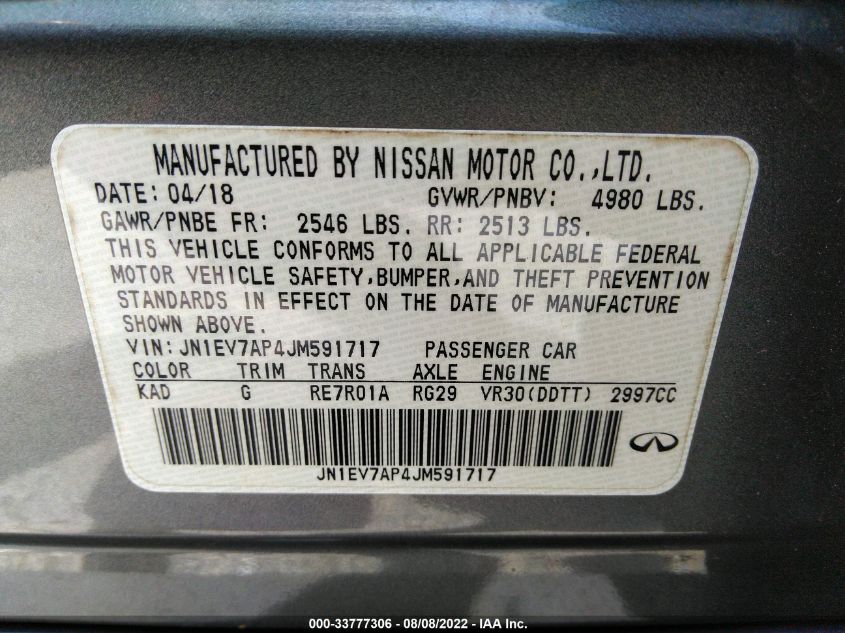 MANUFACTURED BY NISSAN MOTOR CO.,LTD.
DATE: 04/18 GVWR/PNBV: 4980 LBS.
GAWR/PNBE FR: 2546 LBS. RR: 2513 LBS.
THIS VEHICLE CONFORMS TO ALL APPLICABLE FEDERAL
MOTOR VEHICLE SAFETY,BUMPER,AND THEFT PREVENTION
STANDARDS IN EFFECT ON THE DATE OF MANUFACTURE
SHOWN ABOVE.
VIN: JN1EV7AP4JM591717 PASSENGER CAR
COLOR TRIM TRANS AXLE ENGINE
KAD G RE7R01A RG29 VR30(DDTT) 2997CC
JN1EV7AP4JM591717
000-33777306 - 08/08/2022 - IAA Inc.